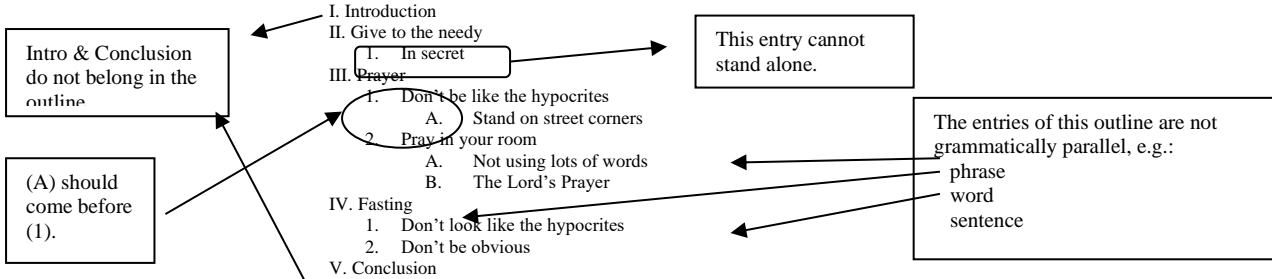 I. Introduction
II. Give to the needy
1. In secret
III. Prayer
1. Don't be like the hypocrites
A. Stand on street corners
2. Pray in your room
A. Not using lots of words
B. The Lord's Prayer
IV. Fasting
1. Don't look like the hypocrites
2. Don't be obvious
V. Conclusion
Intro & Conclusion
do not belong in the
outline
(A) should
come before
(1).
This entry cannot
stand alone.
The entries of this outline are not
grammatically parallel, e.g.:
phrase
word
sentence